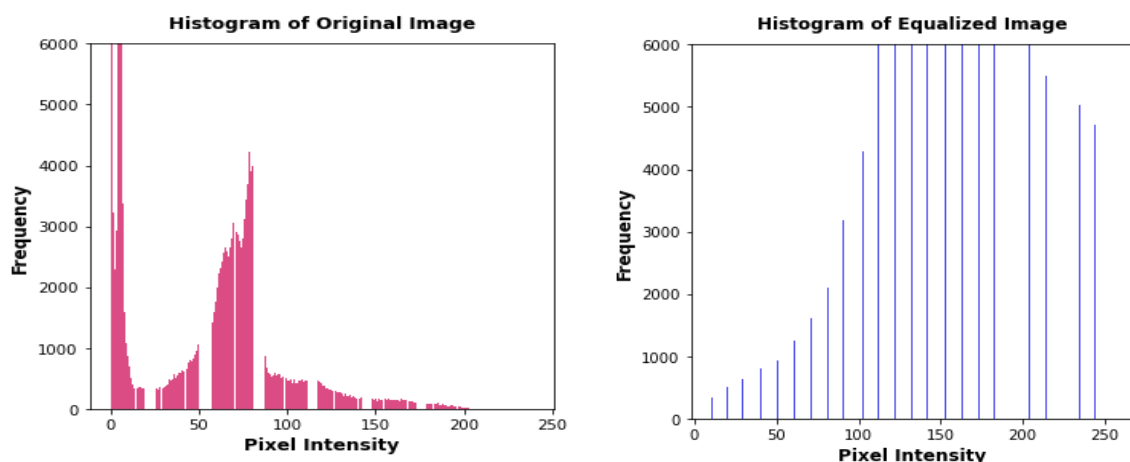 Histogram of Original Image
6000
5000
4000
3000
2000
1000
0
Frequency
0 50 100 150 200 250
Pixel Intensity
Histogram of Equalized Image
6000
5000
4000
3000
2000
1000
0
Frequency
0 50 100 150 200 250
Pixel Intensity